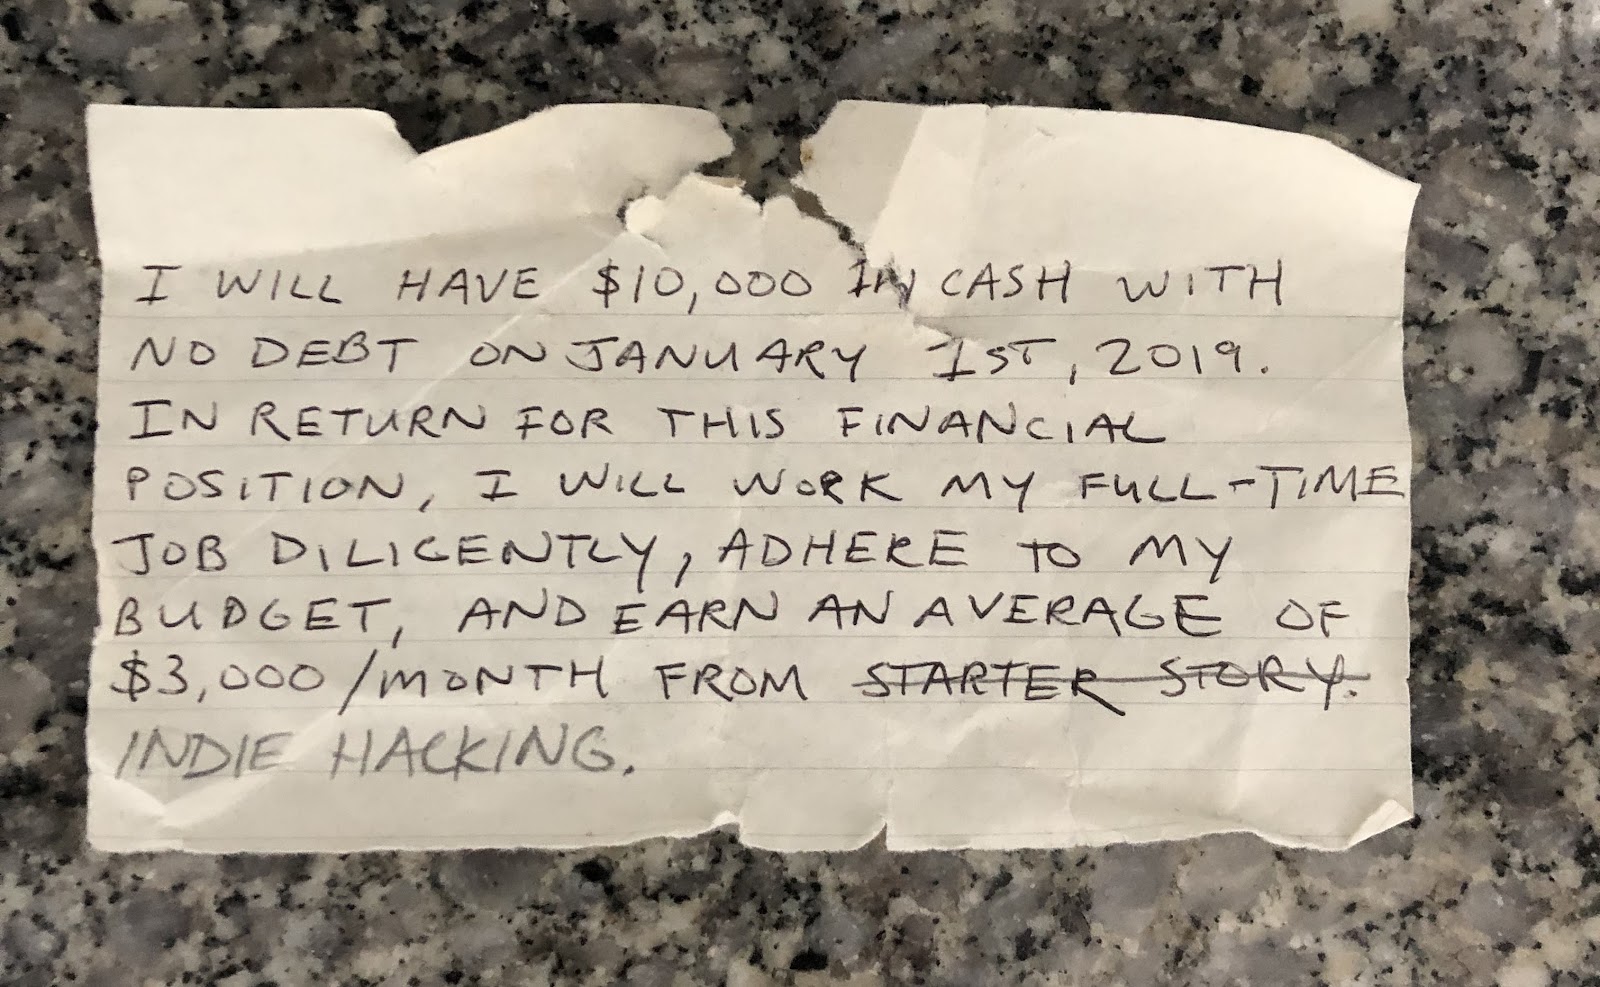 I WILL HAVE $10,000 IN CASH WITH
NO DEBT ON JANUARY 1ST, 2019.
IN RETURN FOR THIS FINANCIAL
POSITION, I WILL WORK MY FULL-TIME
JOB DILIGENTLY, ADHERE TO MY
BUDGET, AND EARN AN AVERAGE OF
$3,000/MONTH FROM STARTER STORY.
INDIE HACKING.